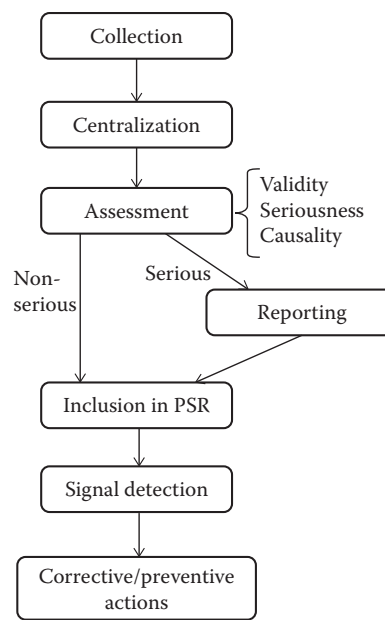 Collection
Centralization
Assessment
Validity
Seriousness
Causality
Non-
serious
Serious
Reporting
Inclusion in PSR
Signal detection
Corrective/preventive
actions